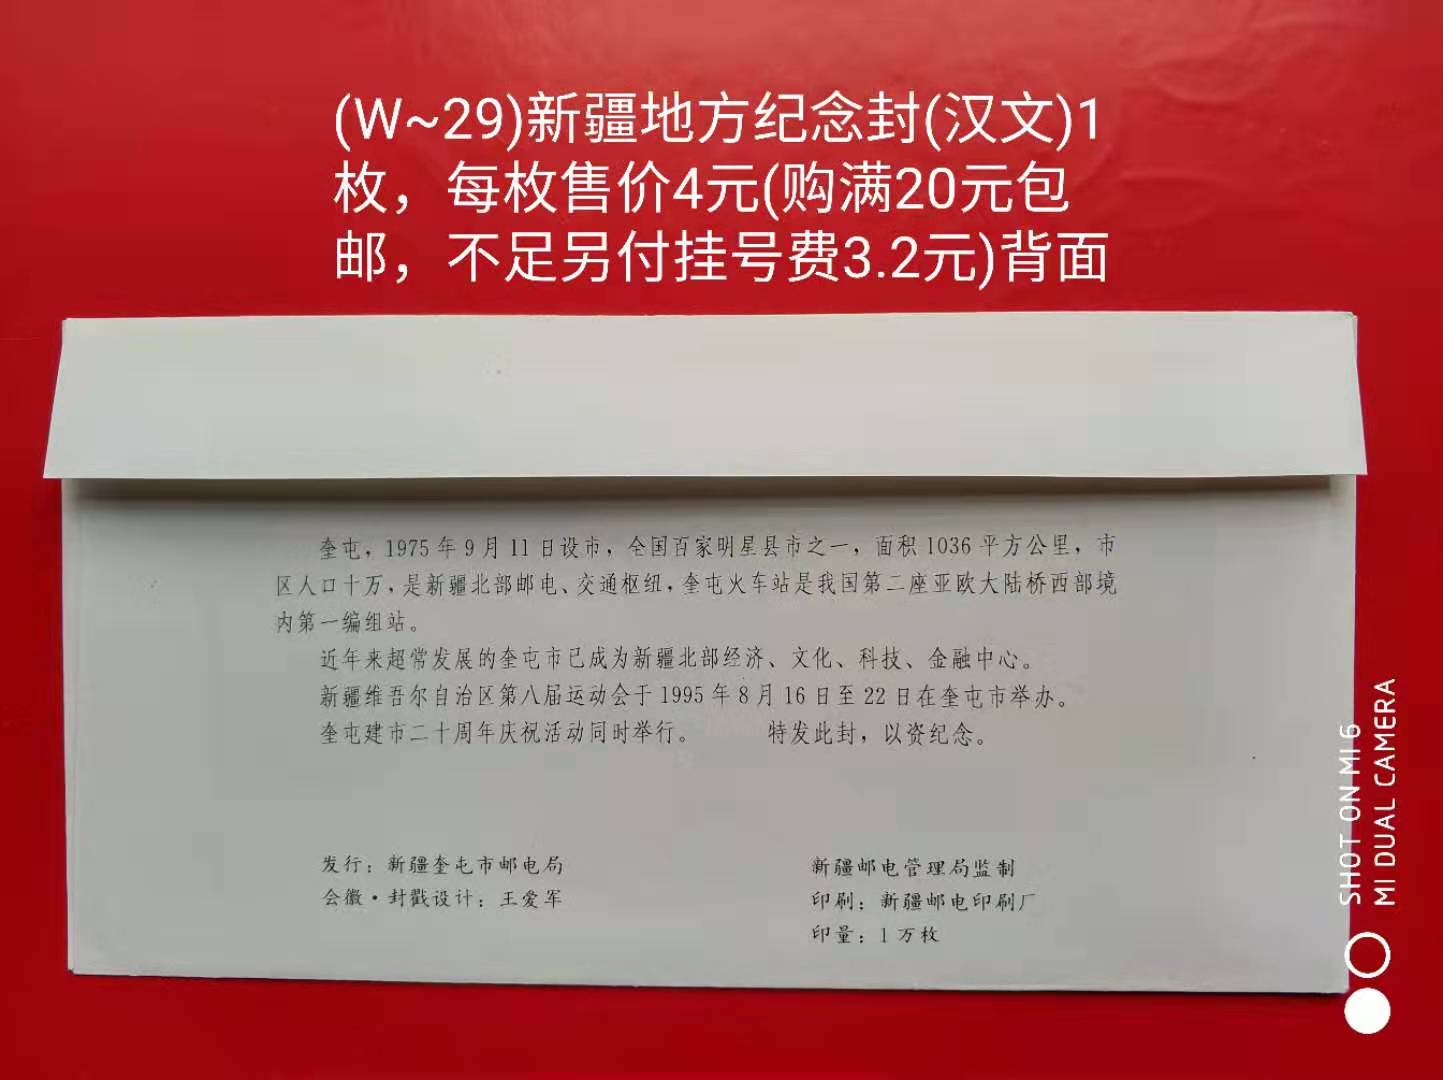 (W~29)新疆地方纪念封(汉文)1
枚，每枚售价4元(购满20元包
邮，不足另付挂号费3.2元)背面
奎屯，1975年9月11日设市，全国百家明星县市之一，面积1036平方公里，市
区人口十万，是新疆北部邮电、交通枢纽，奎屯火车站是我国第二座亚欧大陆桥西部境
内第一编组站。
近年来超常发展的奎屯市已成为新疆北部经济、文化、科技、金融中心。
新疆维吾尔自治区第八届运动会于1995年8月16日至22日在奎屯市举办。
奎屯建市二十周年庆祝活动同时举行。 特发此封，以资纪念。
发行：新疆奎屯市邮电局
会徽·封戳设计：王爱军
新疆邮电管理局监制
印刷：新疆邮电印刷厂
印量：1万枚
SHOT ON MI 6
MI DUAL CAMERA